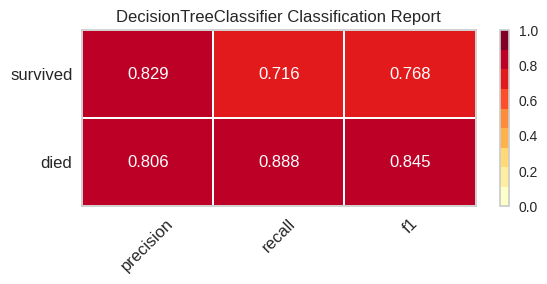 DecisionTreeClassifier Classification Report
survived 0.829 0.716 0.768
died 0.806 0.888 0.845
precision recall f1
1.0
0.8
0.6
0.4
0.2
0.0